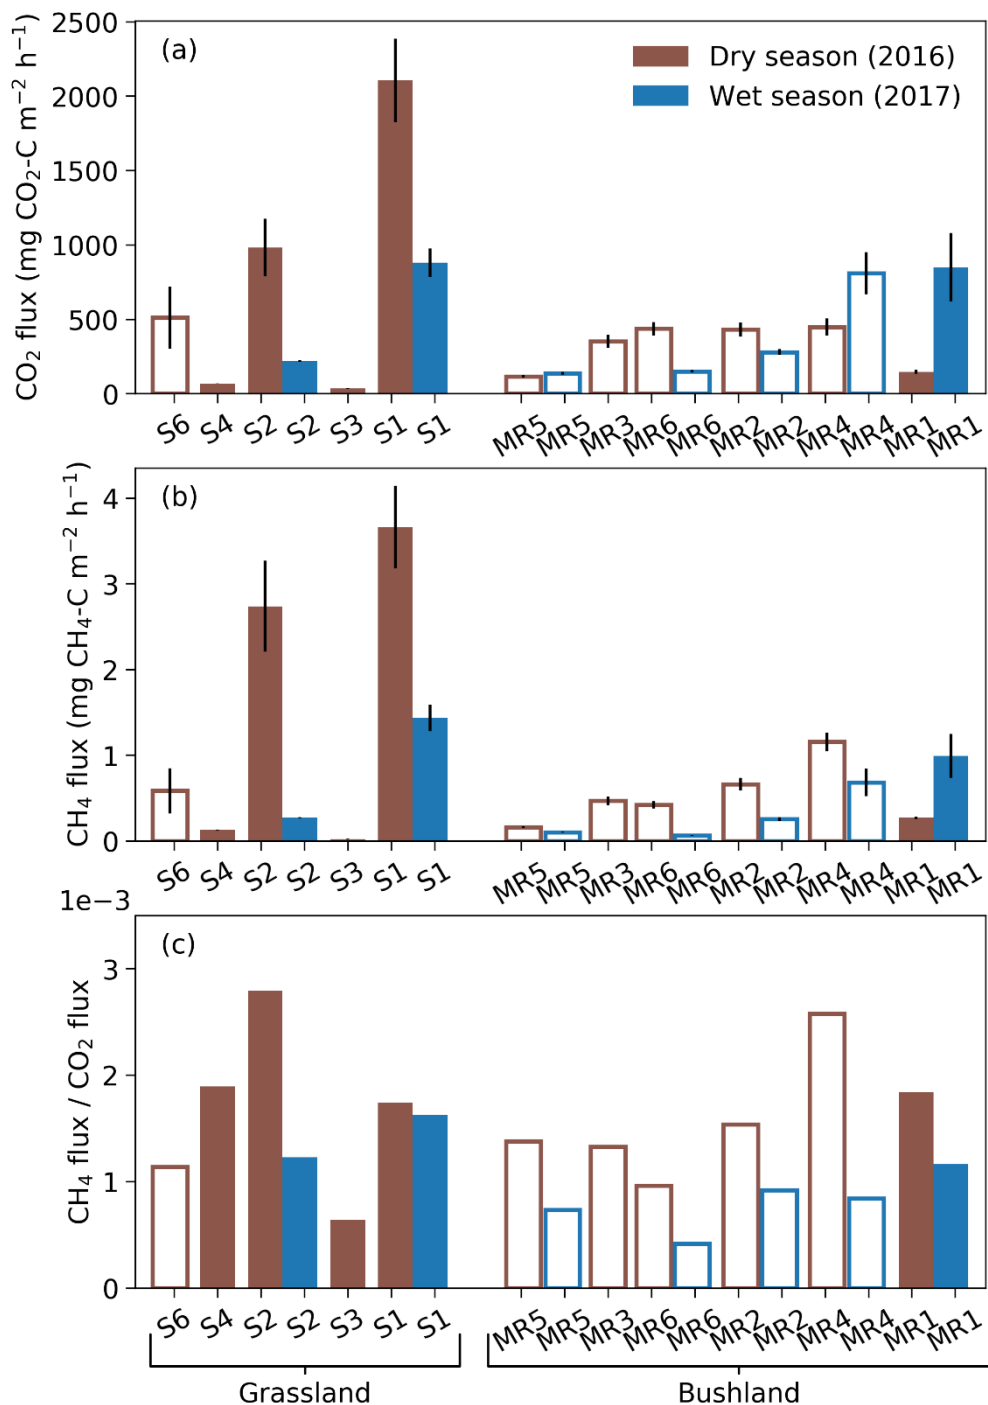 (a)
Dry season (2016)
Wet season (2017)
CO₂ flux (mg CO₂-C m⁻² h⁻¹)
2500
2000
1500
1000
500
0
S6 S4 S2 S2 S3 S1 S1 MR5 MR5 MR3 MR6 MR6 MR2 MR2 MR4 MR4 MR1 MR1
(b)
CH₄ flux (mg CH₄-C m⁻² h⁻¹)
4
3
2
1
0
S6 S4 S2 S2 S3 S1 S1 MR5 MR5 MR3 MR6 MR6 MR2 MR2 MR4 MR4 MR1 MR1
1e−3
(c)
CH₄ flux / CO₂ flux
3
2
1
0
S6 S4 S2 S2 S3 S1 S1 MR5 MR5 MR3 MR6 MR6 MR2 MR2 MR4 MR4 MR1 MR1
Grassland Bushland